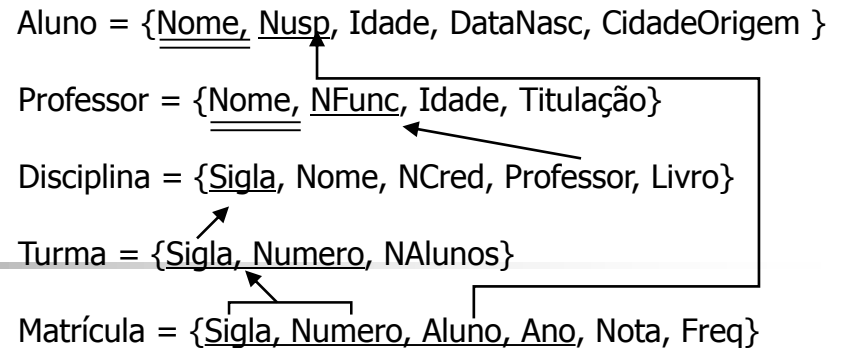 Aluno = {Nome, Nusp, Idade, DataNasc, CidadeOrigem }
Professor = {Nome, NFunc, Idade, Titulação}
Disciplina = {Sigla, Nome, NCred, Professor, Livro}
Turma = {Sigla, Numero, NAlunos}
Matrícula = {Sigla, Numero, Aluno, Ano, Nota, Freq}